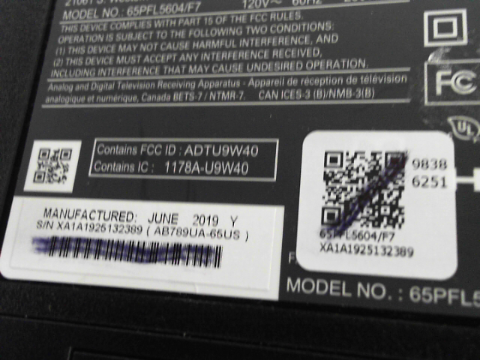 MODEL NO. : 65PFL5604/F7 120V~ 60Hz
THIS DEVICE COMPLIES WITH PART 15 OF THE FCC RULES.
OPERATION IS SUBJECT TO THE FOLLOWING TWO CONDITIONS:
(1) THIS DEVICE MAY NOT CAUSE HARMFUL INTERFERENCE, AND
(2) THIS DEVICE MUST ACCEPT ANY INTERFERENCE RECEIVED,
INCLUDING INTERFERENCE THAT MAY CAUSE UNDESIRED OPERATION.
Analog and Digital Television Receiving Apparatus - Appareil de réception de télévision
analogique et numérique, Canada BETS-7 / NTMR-7. CAN ICES-3 (B)/NMB-3(B)
FC
UL
Contains FCC ID : ADTU9W40
Contains IC : 1178A-U9W40
9838
6251
65PFL5604/F7
XA1A1925132389
MANUFACTURED: JUNE 2019 Y
S/N XA1A1925132389 ( AB789UA-65US )
MODEL NO. : 65PFL5